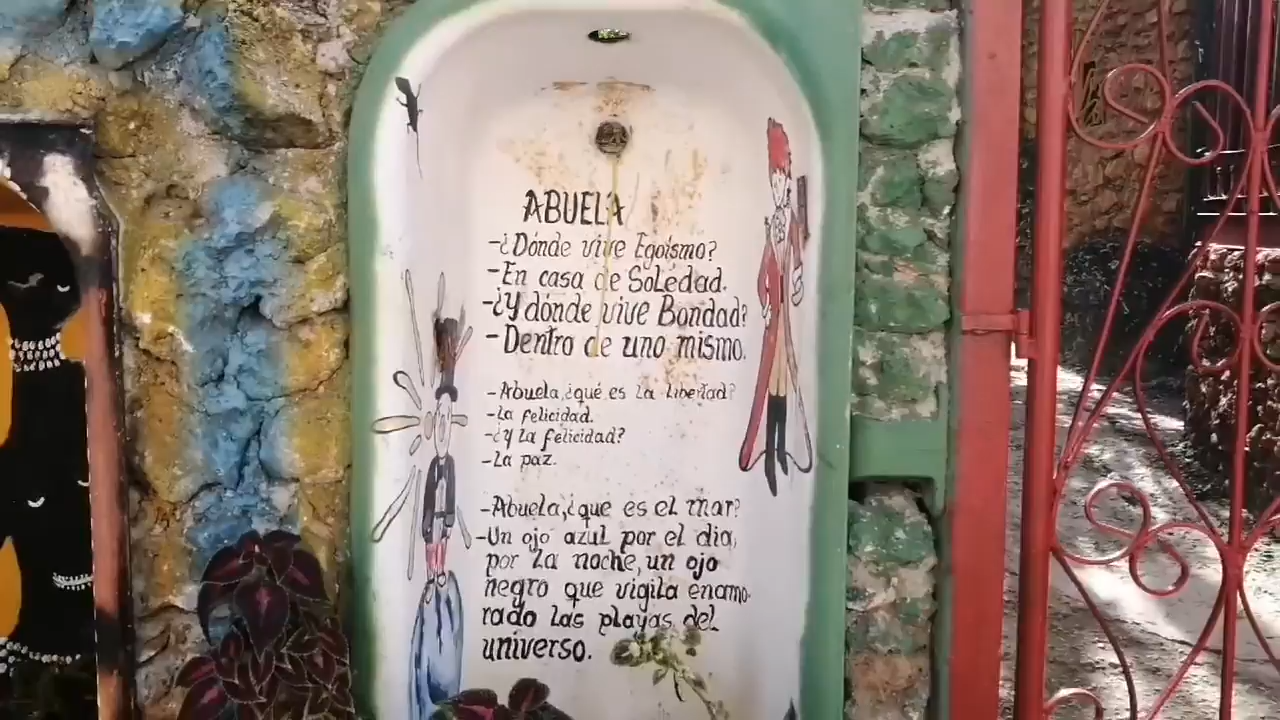 ABUELA
-¿Dónde vive Egoísmo?
-En casa de Soledad.
-¿Y dónde vive Bondad?
-Dentro de uno mismo.
-Abuela,¿qué es la libertad?
-La felicidad.
-¿y la felicidad?
-La paz.
-Abuela,¿que es el mar?
-Un ojo azul por el dia,
por la noche, un ojo
negro que vigila enamo-
rado las playas del
universo.